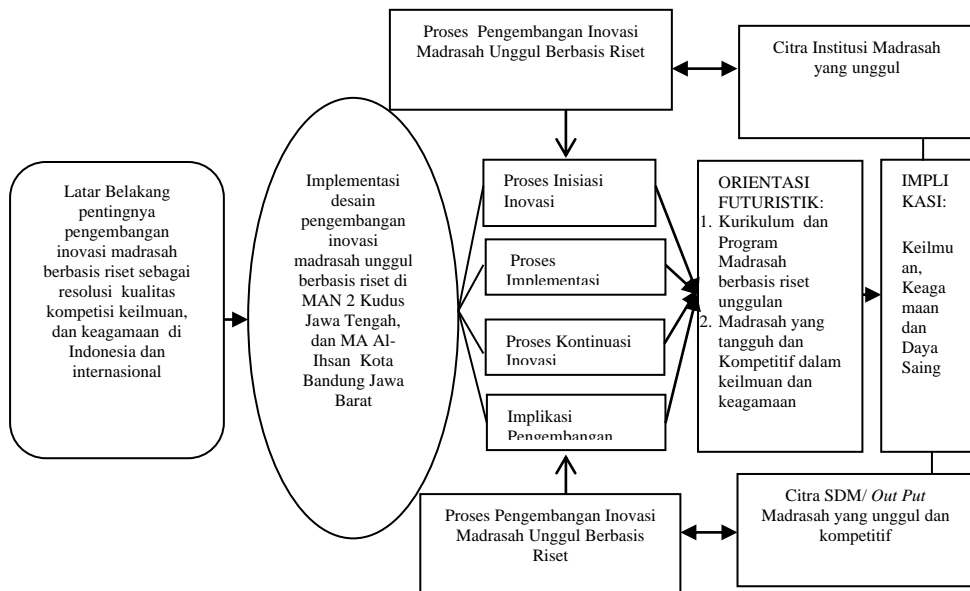 Proses Pengembangan Inovasi
Madrasah Unggul Berbasis Riset
Citra Institusi Madrasah
yang unggul
Latar Belakang
pentingnya
pengembangan
inovasi madrasah
berbasis riset sebagai
resolusi kualitas
kompetisi keilmuan,
dan keagamaan di
Indonesia dan
internasional
Implementasi
desain
pengembangan
inovasi
madrasah unggul
berbasis riset di
MAN 2 Kudus
Jawa Tengah,
dan MA Al-
Ihsan Kota
Bandung Jawa
Barat
Proses Inisiasi
Inovasi
Proses
Implementasi
Proses Kontinuasi
Inovasi
Implikasi
Pengembangan
ORIENTASI
FUTURISTIK:
1. Kurikulum dan
Program
Madrasah
berbasis riset
unggulan
2. Madrasah yang
tangguh dan
Kompetitif dalam
keilmuan dan
keagamaan
IMPLI
KASI:
Keilmu
an,
Keaga
maan
dan
Daya
Saing
Proses Pengembangan Inovasi
Madrasah Unggul Berbasis
Riset
Citra SDM/ Out Put
Madrasah yang unggul dan
kompetitif